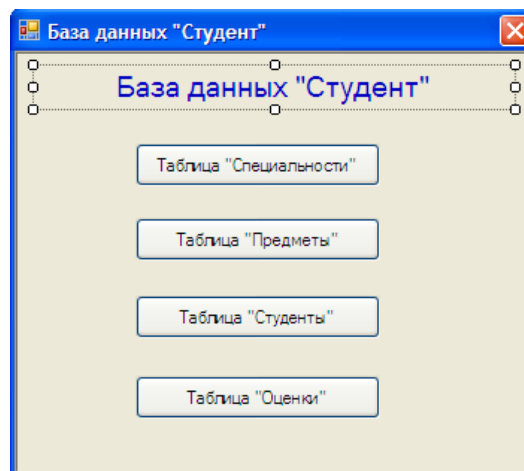 База данных "Студент"
База данных "Студент"
Таблица "Специальности"
Таблица "Предметы"
Таблица "Студенты"
Таблица "Оценки"